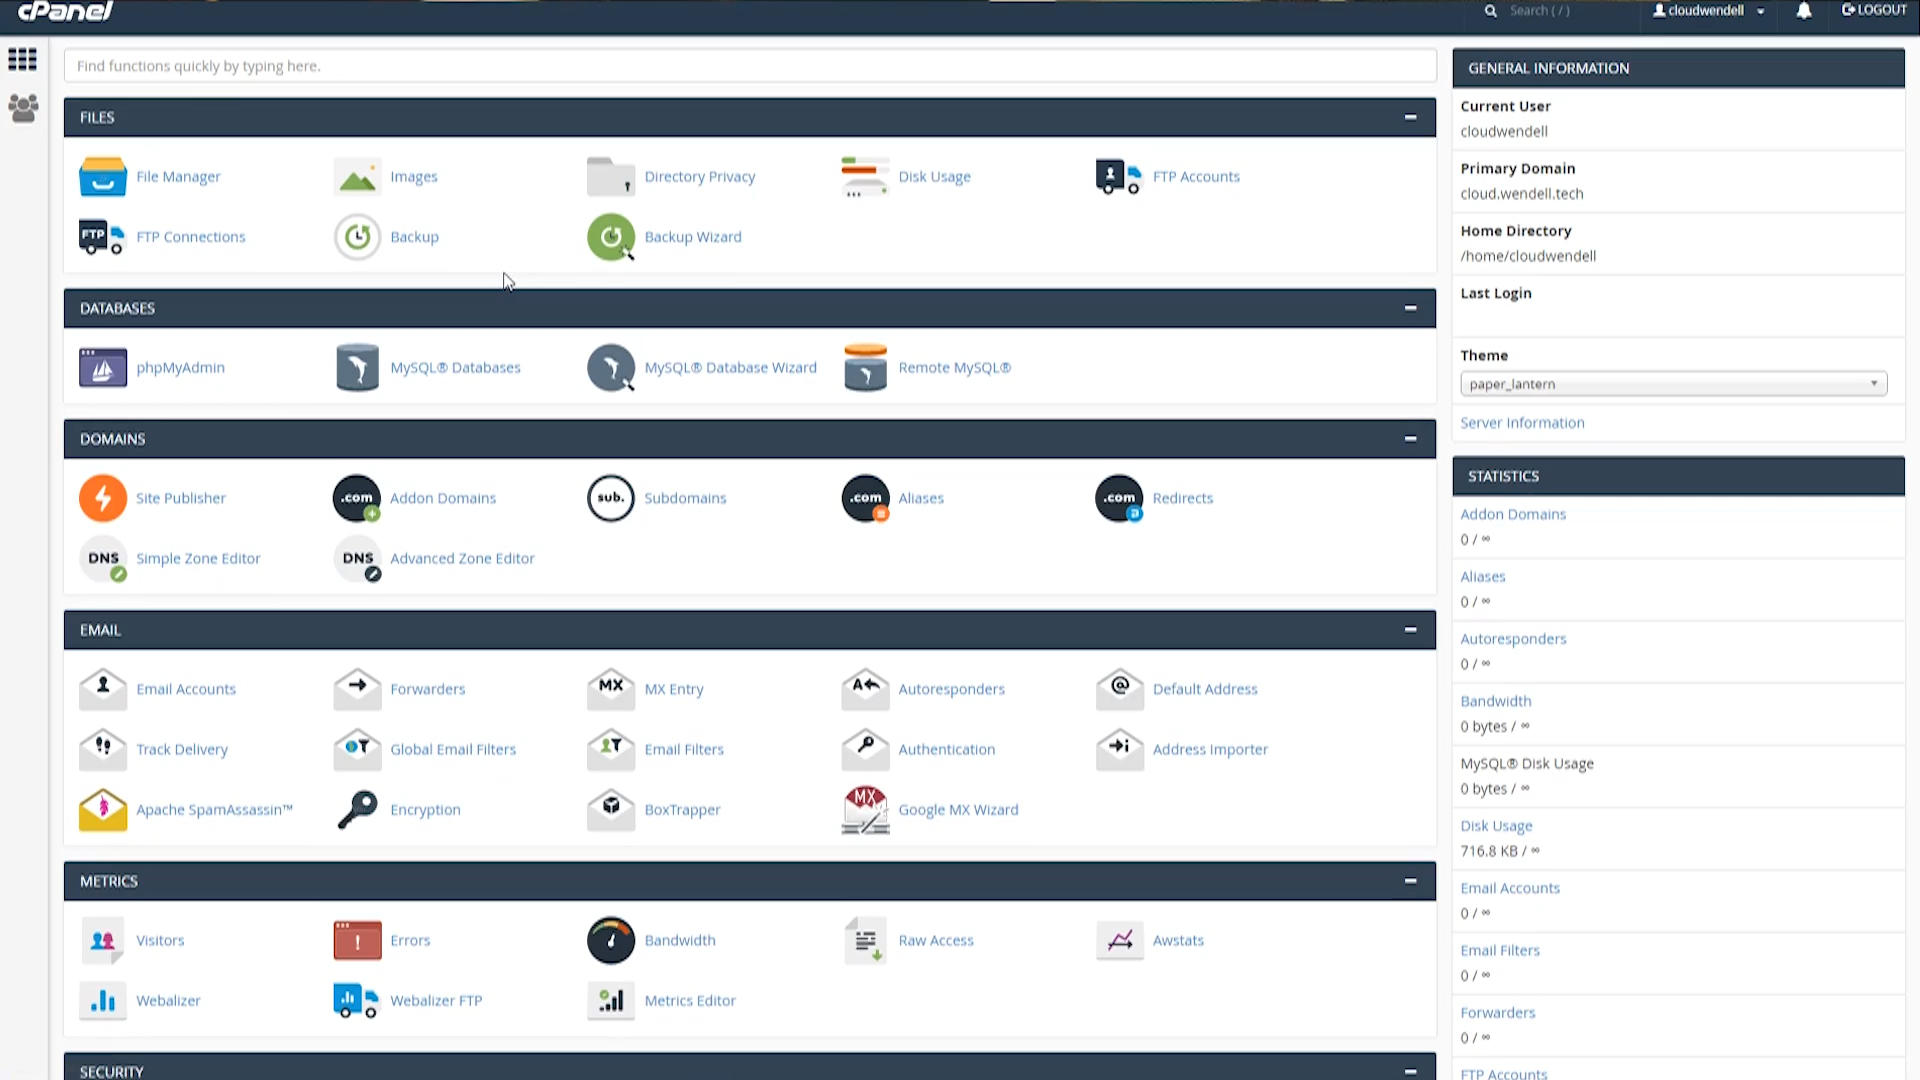 cPanel
Search ( / )
cloudwendell
LOGOUT
Find functions quickly by typing here.
FILES
File Manager
Images
Directory Privacy
Disk Usage
FTP Accounts
FTP
FTP Connections
Backup
Backup Wizard
DATABASES
phpMyAdmin
MySQL® Databases
MySQL® Database Wizard
Remote MySQL®
DOMAINS
Site Publisher
.com
Addon Domains
sub.
Subdomains
.com
Aliases
.com
Redirects
DNS
Simple Zone Editor
DNS
Advanced Zone Editor
EMAIL
Email Accounts
Forwarders
MX
MX Entry
A
Autoresponders
@
Default Address
Track Delivery
Global Email Filters
Email Filters
Authentication
i
Address Importer
Apache SpamAssassin™
Encryption
BoxTrapper
MX
Google MX Wizard
METRICS
Visitors
!
Errors
Bandwidth
Raw Access
Awstats
Webalizer
Webalizer FTP
Metrics Editor
SECURITY
GENERAL INFORMATION
Current User
cloudwendell
Primary Domain
cloud.wendell.tech
Home Directory
/home/cloudwendell
Last Login
Theme
paper_lantern
Server Information
STATISTICS
Addon Domains
0 / ∞
Aliases
0 / ∞
Autoresponders
0 / ∞
Bandwidth
0 bytes / ∞
MySQL® Disk Usage
0 bytes / ∞
Disk Usage
716.8 KB / ∞
Email Accounts
0 / ∞
Email Filters
0 / ∞
Forwarders
0 / ∞
FTP Accounts